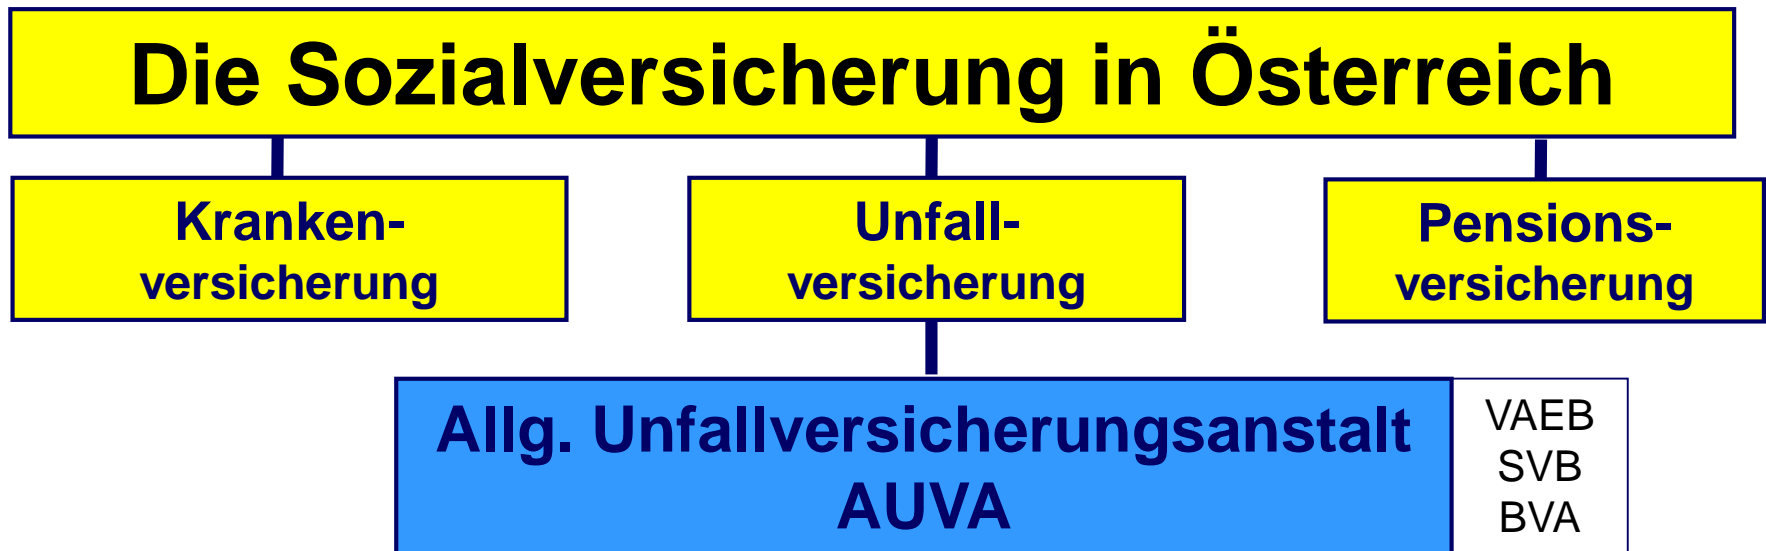 Die Sozialversicherung in Österreich
Kranken-
versicherung
Unfall-
versicherung
Pensions-
versicherung
Allg. Unfallversicherungsanstalt
AUVA
VAEB
SVB
BVA